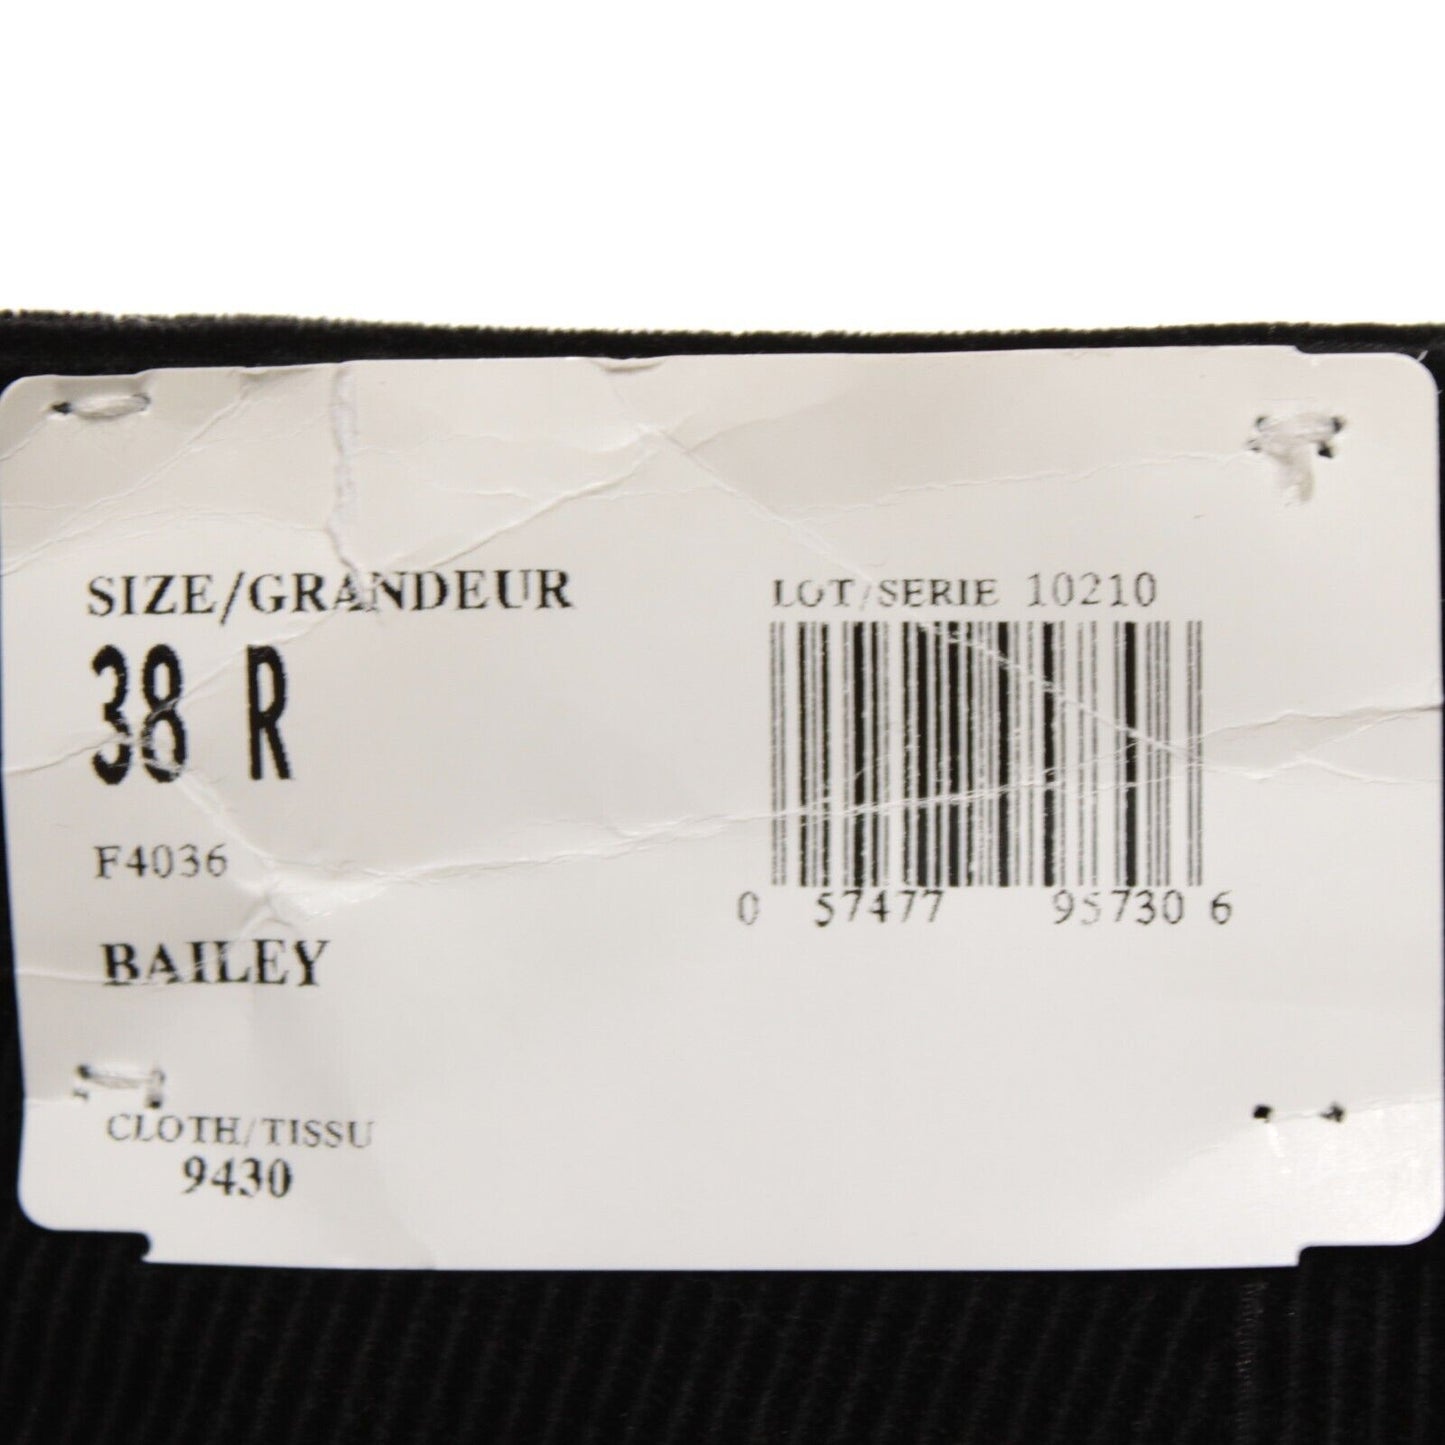 SIZE/GRANDEUR
38 R
F4036
BAILEY
CLOTH/TISSU
9430
LOT/SERIE 10210
0 57477 95730 6